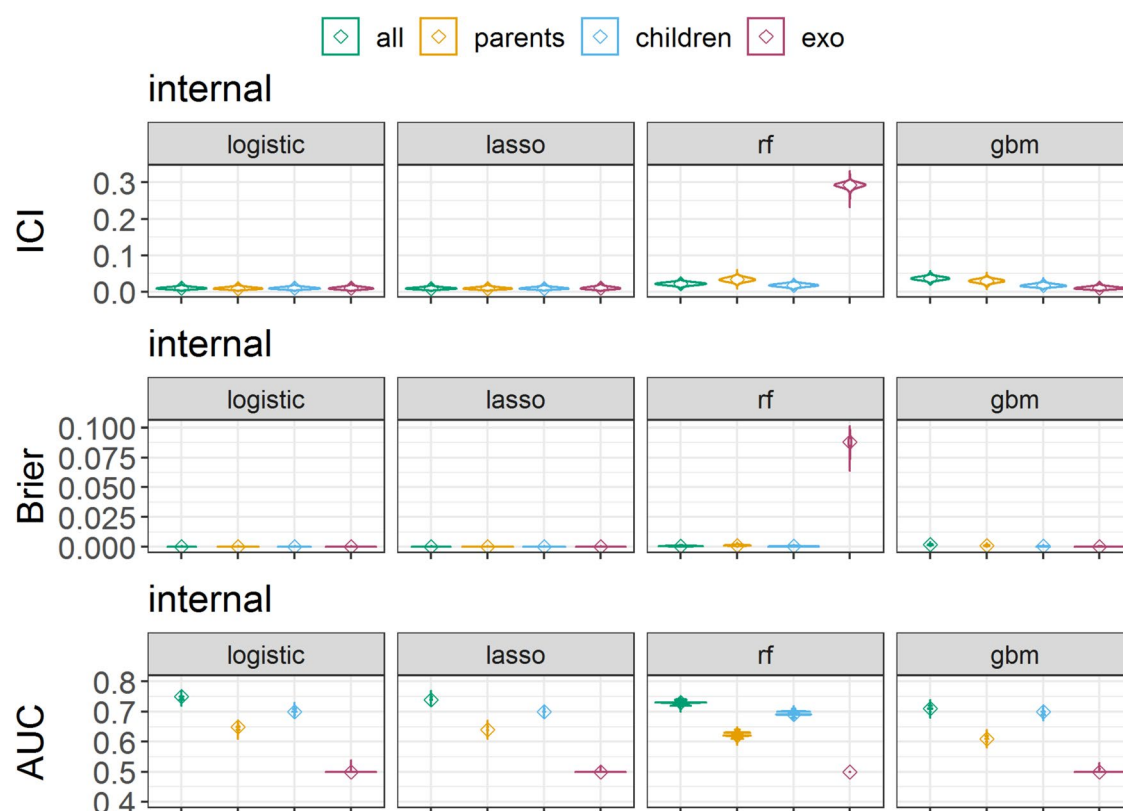 all parents children exo
internal
logistic lasso rf gbm
ICI
0.3
0.2
0.1
0.0
internal
logistic lasso rf gbm
Brier
0.100
0.075
0.050
0.025
0.000
internal
logistic lasso rf gbm
AUC
0.8
0.7
0.6
0.5
0.4